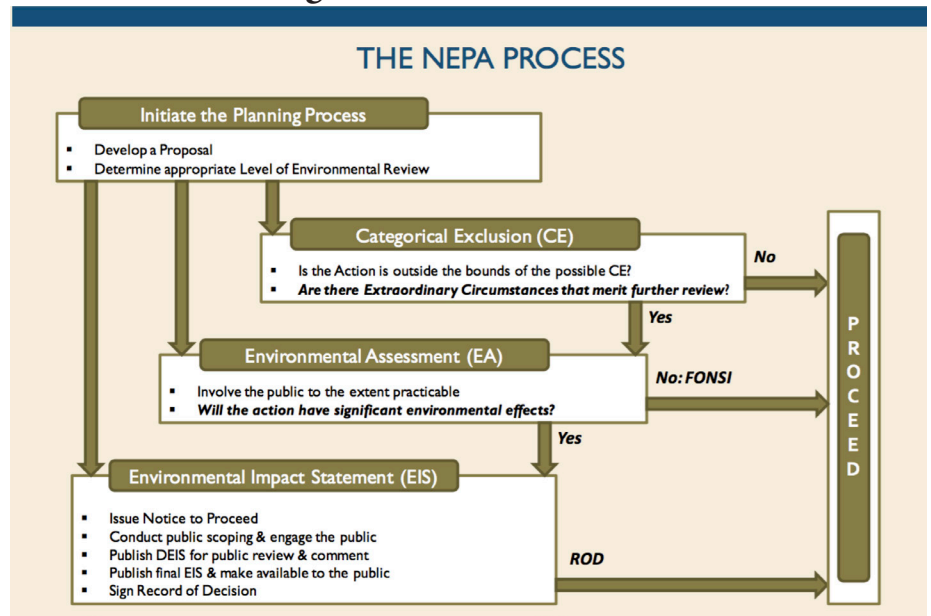 THE NEPA PROCESS
Initiate the Planning Process
▪ Develop a Proposal
▪ Determine appropriate Level of Environmental Review
Categorical Exclusion (CE)
▪ Is the Action is outside the bounds of the possible CE?
▪ Are there Extraordinary Circumstances that merit further review?
No
Yes
Environmental Assessment (EA)
▪ Involve the public to the extent practicable
▪ Will the action have significant environmental effects?
No: FONSI
Yes
Environmental Impact Statement (EIS)
▪ Issue Notice to Proceed
▪ Conduct public scoping & engage the public
▪ Publish DEIS for public review & comment
▪ Publish final EIS & make available to the public
▪ Sign Record of Decision
ROD
PROCEED